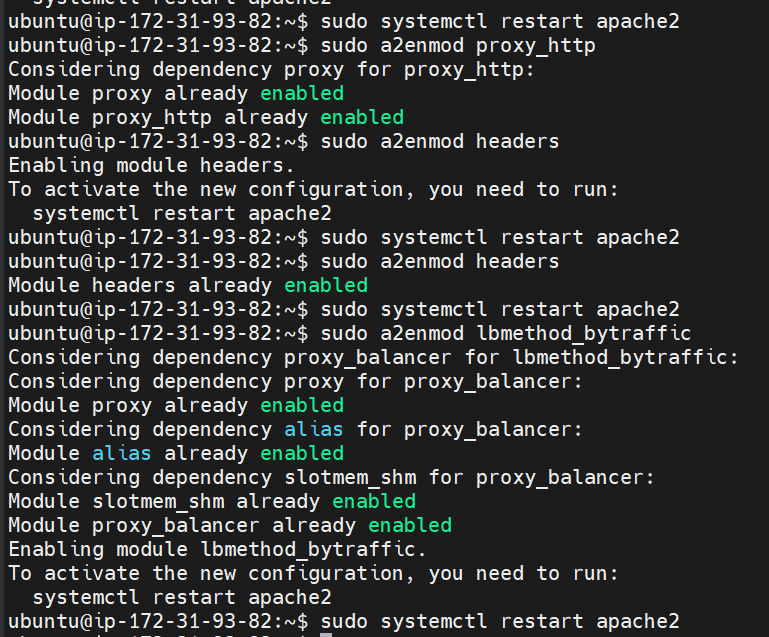 systemctl restart apache2
ubuntu@ip-172-31-93-82:~$ sudo systemctl restart apache2
ubuntu@ip-172-31-93-82:~$ sudo a2enmod proxy_http
Considering dependency proxy for proxy_http:
Module proxy already enabled
Module proxy_http already enabled
ubuntu@ip-172-31-93-82:~$ sudo a2enmod headers
Enabling module headers.
To activate the new configuration, you need to run:
  systemctl restart apache2
ubuntu@ip-172-31-93-82:~$ sudo systemctl restart apache2
ubuntu@ip-172-31-93-82:~$ sudo a2enmod headers
Module headers already enabled
ubuntu@ip-172-31-93-82:~$ sudo systemctl restart apache2
ubuntu@ip-172-31-93-82:~$ sudo a2enmod lbmethod_bytraffic
Considering dependency proxy_balancer for lbmethod_bytraffic:
Considering dependency proxy for proxy_balancer:
Module proxy already enabled
Considering dependency alias for proxy_balancer:
Module alias already enabled
Considering dependency slotmem_shm for proxy_balancer:
Module slotmem_shm already enabled
Module proxy_balancer already enabled
Enabling module lbmethod_bytraffic.
To activate the new configuration, you need to run:
  systemctl restart apache2
ubuntu@ip-172-31-93-82:~$ sudo systemctl restart apache2